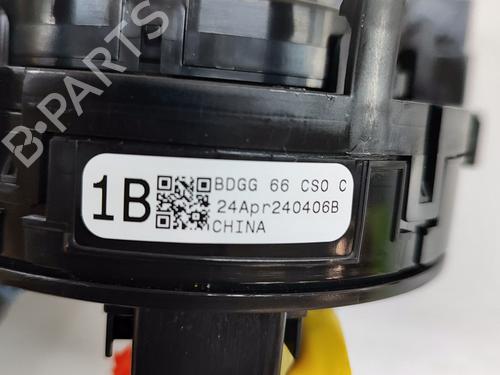 B-PARTS
1B
BDGG 66 CS0 C
24Apr240406B
CHINA